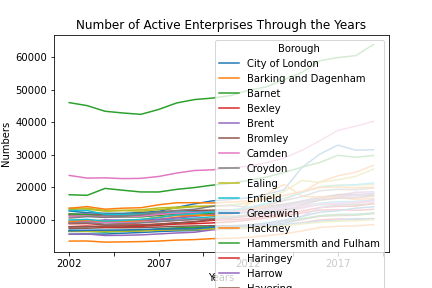 Number of Active Enterprises Through the Years
Borough
City of London
Barking and Dagenham
Barnet
Bexley
Brent
Bromley
Camden
Croydon
Ealing
Enfield
Greenwich
Hackney
Hammersmith and Fulham
Haringey
Harrow
Havering
Numbers
60000
50000
40000
30000
20000
10000
2002
2007
2012
2017
Years